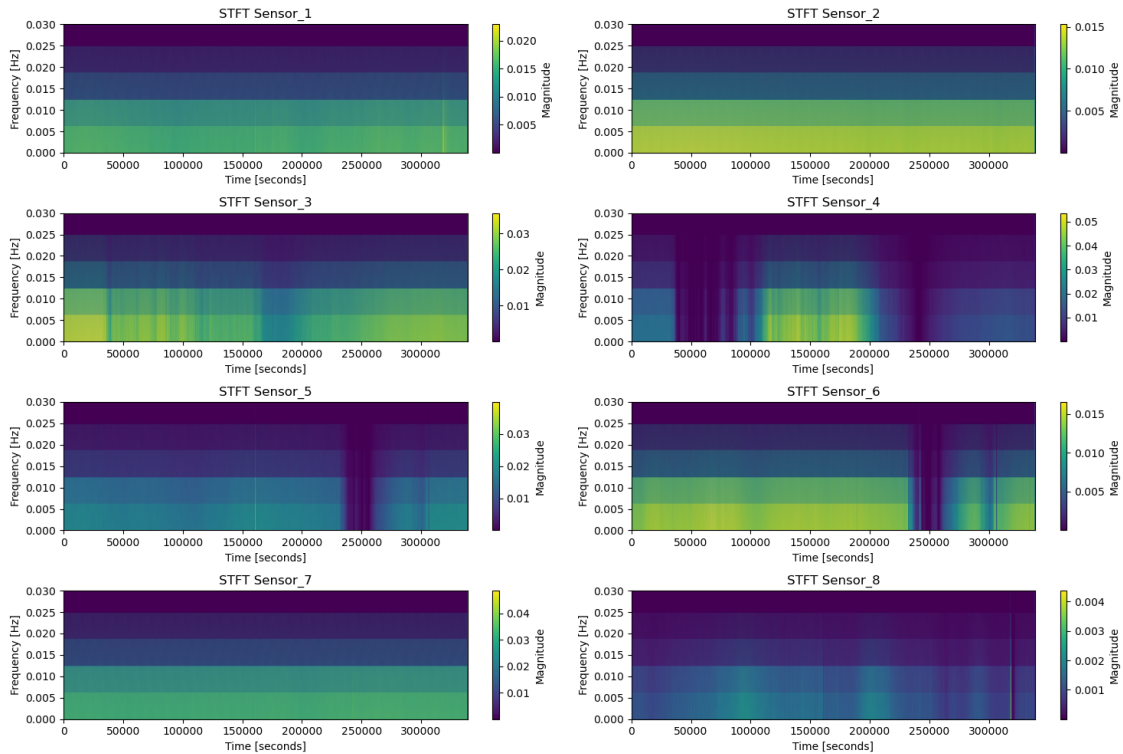 STFT Sensor_1
0.030
0.025
0.020
0.015
0.010
0.005
0.000
Frequency [Hz]
0 50000 100000 150000 200000 250000 300000
Time [seconds]
0.020
0.015
0.010
0.005
Magnitude
STFT Sensor_2
0.030
0.025
0.020
0.015
0.010
0.005
0.000
Frequency [Hz]
0 50000 100000 150000 200000 250000 300000
Time [seconds]
0.015
0.010
0.005
Magnitude
STFT Sensor_3
0.030
0.025
0.020
0.015
0.010
0.005
0.000
Frequency [Hz]
0 50000 100000 150000 200000 250000 300000
Time [seconds]
0.03
0.02
0.01
Magnitude
STFT Sensor_4
0.030
0.025
0.020
0.015
0.010
0.005
0.000
Frequency [Hz]
0 50000 100000 150000 200000 250000 300000
Time [seconds]
0.05
0.04
0.03
0.02
0.01
Magnitude
STFT Sensor_5
0.030
0.025
0.020
0.015
0.010
0.005
0.000
Frequency [Hz]
0 50000 100000 150000 200000 250000 300000
Time [seconds]
0.03
0.02
0.01
Magnitude
STFT Sensor_6
0.030
0.025
0.020
0.015
0.010
0.005
0.000
Frequency [Hz]
0 50000 100000 150000 200000 250000 300000
Time [seconds]
0.015
0.010
0.005
Magnitude
STFT Sensor_7
0.030
0.025
0.020
0.015
0.010
0.005
0.000
Frequency [Hz]
0 50000 100000 150000 200000 250000 300000
Time [seconds]
0.04
0.03
0.02
0.01
Magnitude
STFT Sensor_8
0.030
0.025
0.020
0.015
0.010
0.005
0.000
Frequency [Hz]
0 50000 100000 150000 200000 250000 300000
Time [seconds]
0.004
0.003
0.002
0.001
Magnitude